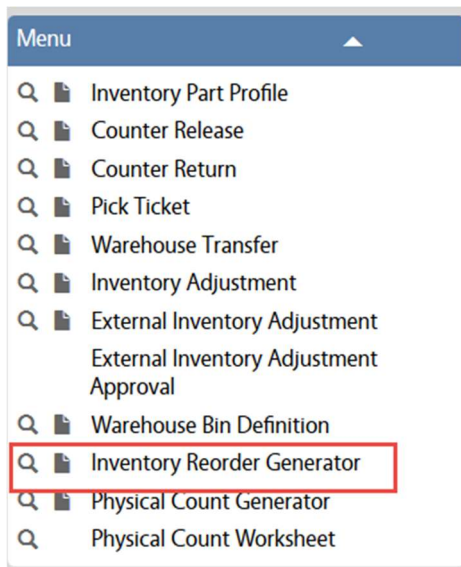 Menu
Inventory Part Profile
Counter Release
Counter Return
Pick Ticket
Warehouse Transfer
Inventory Adjustment
External Inventory Adjustment
External Inventory Adjustment
Approval
Warehouse Bin Definition
Inventory Reorder Generator
Physical Count Generator
Physical Count Worksheet